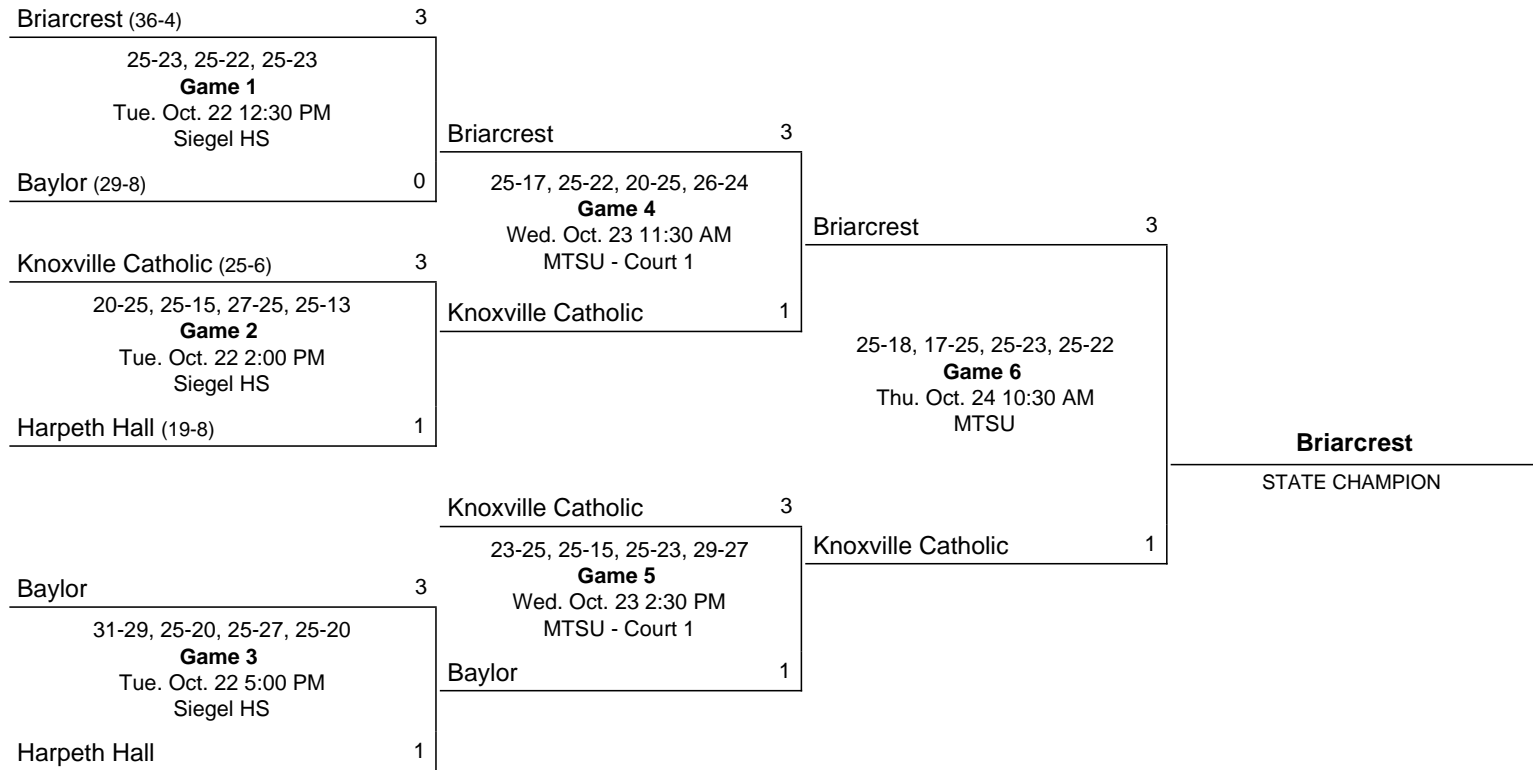 Briarcrest (36-4) 3
25-23, 25-22, 25-23
Game 1
Tue. Oct. 22 12:30 PM
Siegel HS
Baylor (29-8) 0
Knoxville Catholic (25-6) 3
20-25, 25-15, 27-25, 25-13
Game 2
Tue. Oct. 22 2:00 PM
Siegel HS
Harpeth Hall (19-8) 1
Baylor 3
31-29, 25-20, 25-27, 25-20
Game 3
Tue. Oct. 22 5:00 PM
Siegel HS
Harpeth Hall 1
Briarcrest 3
25-17, 25-22, 20-25, 26-24
Game 4
Wed. Oct. 23 11:30 AM
MTSU - Court 1
Knoxville Catholic 1
Knoxville Catholic 3
23-25, 25-15, 25-23, 29-27
Game 5
Wed. Oct. 23 2:30 PM
MTSU - Court 1
Baylor 1
Briarcrest 3
25-18, 17-25, 25-23, 25-22
Game 6
Thu. Oct. 24 10:30 AM
MTSU
Knoxville Catholic 1
Briarcrest
STATE CHAMPION